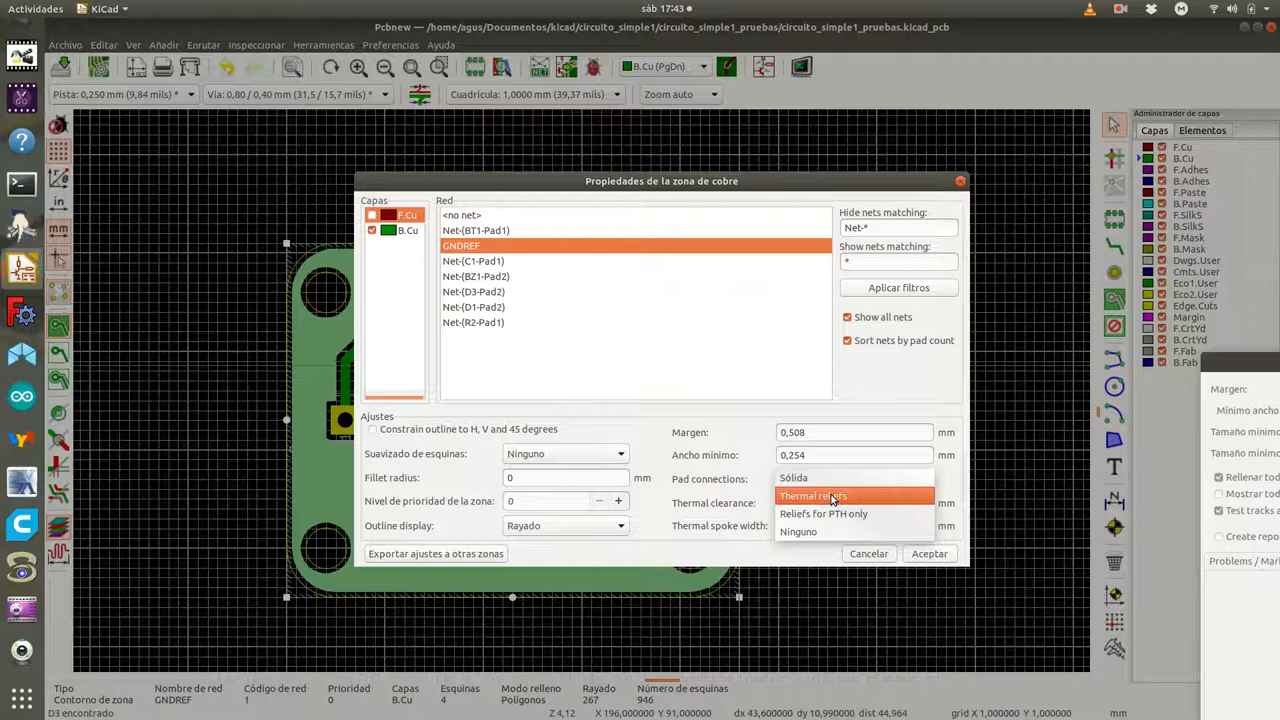 Actividades
KiCad
sáb 17:43
Pcbnew — /home/agus/Documentos/kicad/circuito_simple1/circuito_simple1_pruebas/circuito_simple1_pruebas.kicad_pcb
Archivo Editar Ver Añadir Enrutar Inspeccionar Herramientas Preferencias Ayuda
B.Cu (PgDn)
Pista: 0,250 mm (9,84 mils) *
Via: 0,80 / 0,40 mm (31,5 / 15,7 mils) *
Cuadrícula: 1,0000 mm (39,37 mils)
Zoom auto
Administrador de capas
Capas Elementos
F.Cu
B.Cu
F.Adhes
B.Adhes
F.Paste
B.Paste
F.SilkS
B.SilkS
F.Mask
B.Mask
Dwgs.User
Cmts.User
Eco1.User
Eco2.User
Edge.Cuts
Margin
F.CrtYd
B.CrtYd
F.Fab
B.Fab
in
mm
Propiedades de la zona de cobre
Capas
F.Cu
B.Cu
Red
<no net>
Net-(BT1-Pad1)
GNDREF
Net-(C1-Pad1)
Net-(BZ1-Pad2)
Net-(D3-Pad2)
Net-(D1-Pad2)
Net-(R2-Pad1)
Hide nets matching:
Net-*
Show nets matching:
*
Aplicar filtros
Show all nets
Sort nets by pad count
Ajustes
Constrain outline to H, V and 45 degrees
Suavizado de esquinas: Ninguno
Fillet radius: 0 mm
Nivel de prioridad de la zona: 0
Outline display: Rayado
Margen: 0,508 mm
Ancho mínimo: 0,254 mm
Pad connections:
Sólida
Thermal reliefs
Reliefs for PTH only
Ninguno
Thermal clearance: mm
Thermal spoke width: mm
Exportar ajustes a otras zonas
Cancelar
Aceptar
Margen:
Mínimo ancho
Tamaño mínim
Tamaño mínim
Rellenar tod
Mostrar tod
Test tracks a
Create repo
Problems / Mark
Tipo
Contorno de zona
Nombre de red
GNDREF
Código de red
1
Prioridad
0
Capas
B.Cu
Esquinas
4
Modo relleno
Polígonos
Rayado
267
Número de esquinas
946
D3 encontrado
Z 4,12
X 196,000000 Y 91,000000
dx 43,600000 dy 10,990000 dist 44,964
grid X 1,000000 Y 1,000000
mm